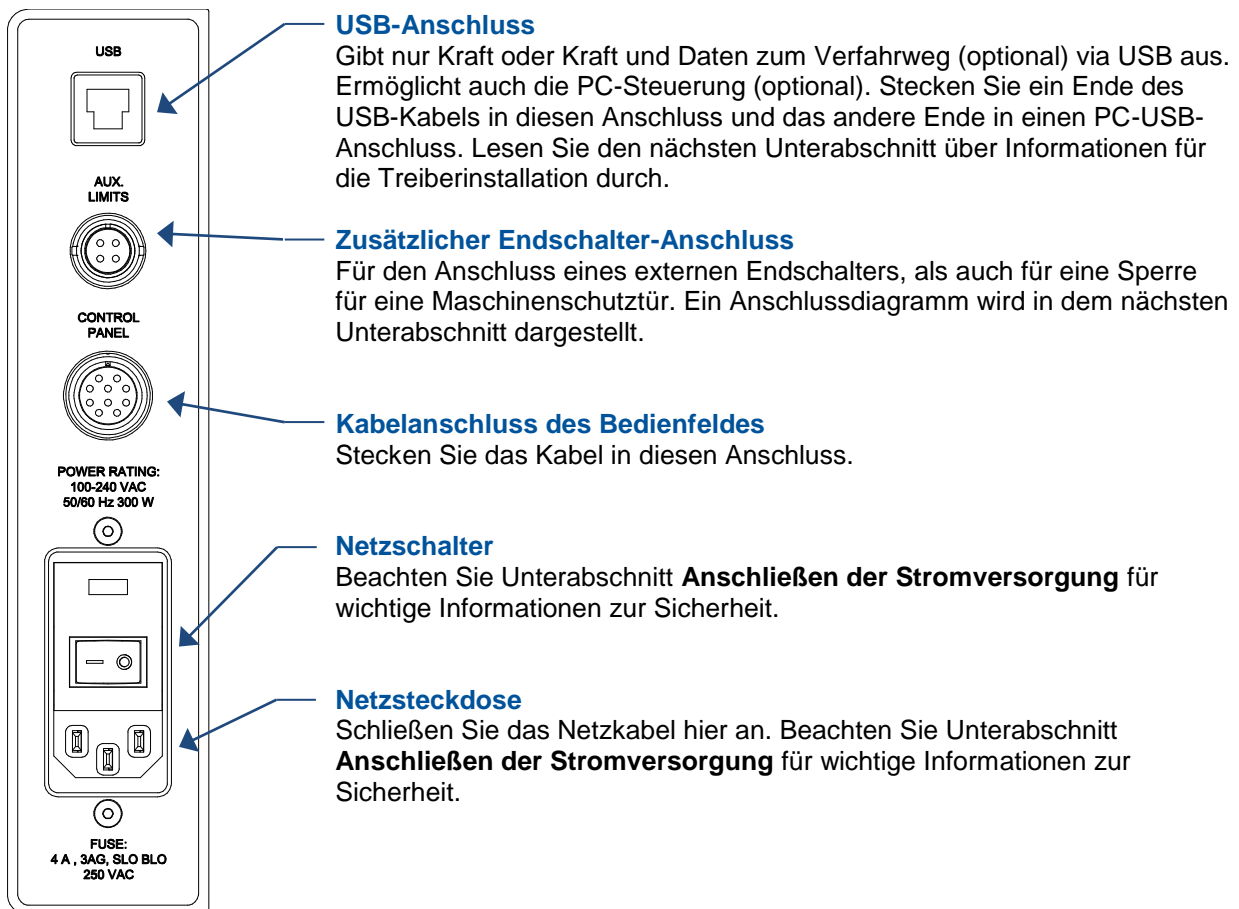 USB
AUX.
LIMITS
CONTROL
PANEL
POWER RATING:
100-240 VAC
50/60 Hz 300 W
FUSE:
4 A , 3AG, SLO BLO
250 VAC
USB-Anschluss
Gibt nur Kraft oder Kraft und Daten zum Verfahrweg (optional) via USB aus.
Ermöglicht auch die PC-Steuerung (optional). Stecken Sie ein Ende des
USB-Kabels in diesen Anschluss und das andere Ende in einen PC-USB-
Anschluss. Lesen Sie den nächsten Unterabschnitt über Informationen für
die Treiberinstallation durch.
Zusätzlicher Endschalter-Anschluss
Für den Anschluss eines externen Endschalters, als auch für eine Sperre
für eine Maschinenschutztür. Ein Anschlussdiagramm wird in dem nächsten
Unterabschnitt dargestellt.
Kabelanschluss des Bedienfeldes
Stecken Sie das Kabel in diesen Anschluss.
Netzschalter
Beachten Sie Unterabschnitt Anschließen der Stromversorgung für
wichtige Informationen zur Sicherheit.
Netzsteckdose
Schließen Sie das Netzkabel hier an. Beachten Sie Unterabschnitt
Anschließen der Stromversorgung für wichtige Informationen zur
Sicherheit.